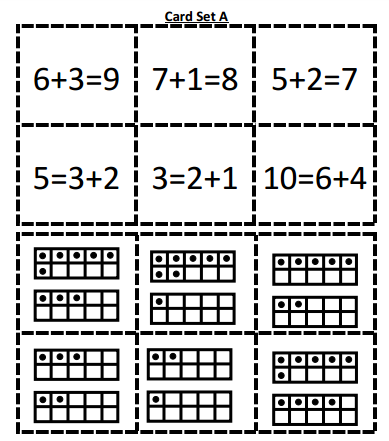 Card Set A
6+3=9 7+1=8 5+2=7
5=3+2 3=2+1 10=6+4